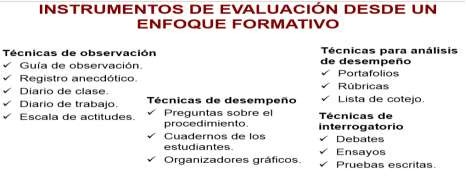 INSTRUMENTOS DE EVALUACIÓN DESDE UN
ENFOQUE FORMATIVO
Técnicas de observación
✓ Guía de observación.
✓ Registro anecdótico.
✓ Diario de clase.
✓ Diario de trabajo.
✓ Escala de actitudes.
Técnicas de desempeño
✓ Preguntas sobre el
procedimiento.
✓ Cuadernos de los
estudiantes.
✓ Organizadores gráficos.
Técnicas para análisis
de desempeño
✓ Portafolios
✓ Rúbricas
✓ Lista de cotejo.
Técnicas de
interrogatorio
✓ Debates
✓ Ensayos
✓ Pruebas escritas.